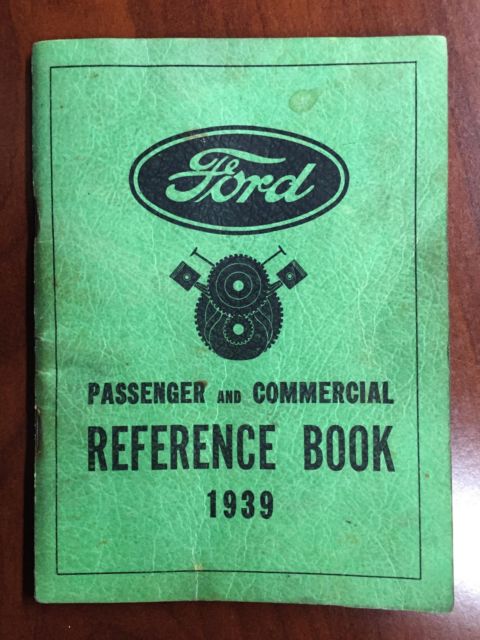 Ford
PASSENGER AND COMMERCIAL
REFERENCE BOOK
1939